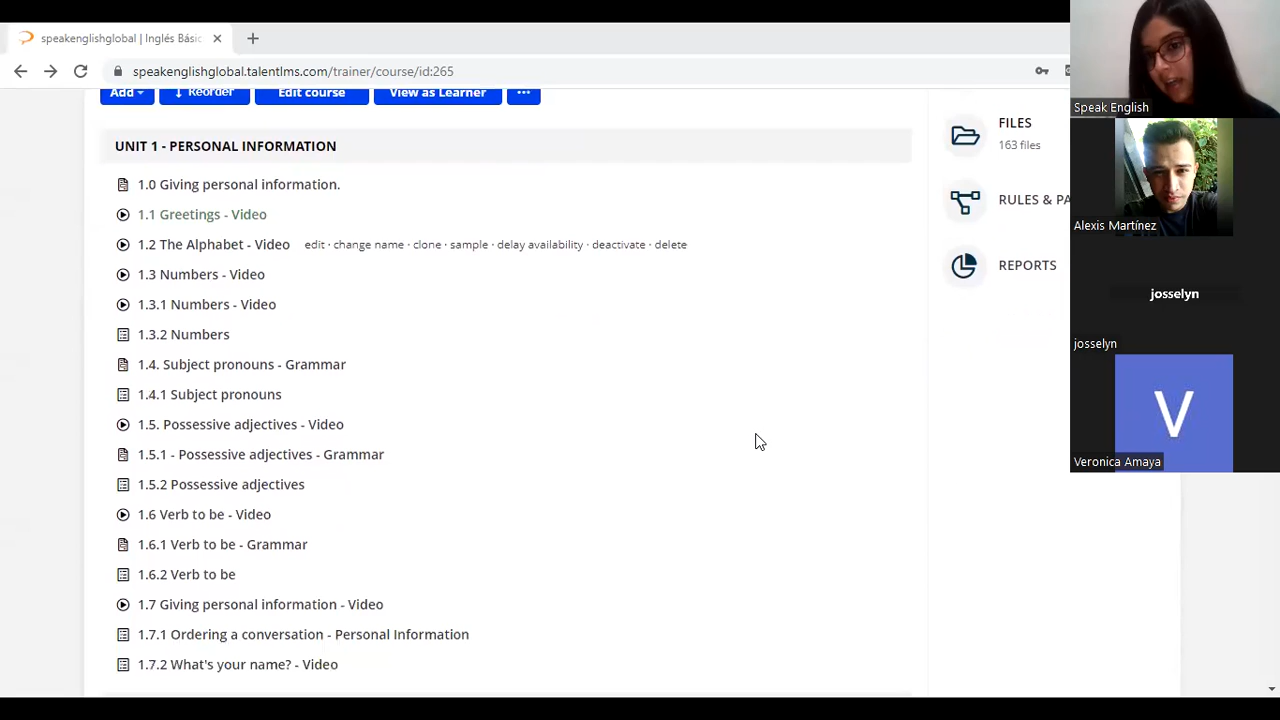 speakenglishglobal | Inglés Básic
speakenglishglobal.talentlms.com/trainer/course/id:265
Add
Reorder
Edit course
View as Learner
...
UNIT 1 - PERSONAL INFORMATION
1.0 Giving personal information.
1.1 Greetings - Video
1.2 The Alphabet - Video edit · change name · clone · sample · delay availability · deactivate · delete
1.3 Numbers - Video
1.3.1 Numbers - Video
1.3.2 Numbers
1.4. Subject pronouns - Grammar
1.4.1 Subject pronouns
1.5. Possessive adjectives - Video
1.5.1 - Possessive adjectives - Grammar
1.5.2 Possessive adjectives
1.6 Verb to be - Video
1.6.1 Verb to be - Grammar
1.6.2 Verb to be
1.7 Giving personal information - Video
1.7.1 Ordering a conversation - Personal Information
1.7.2 What's your name? - Video
FILES
163 files
RULES & PA
REPORTS
Speak English
Alexis Martínez
josselyn
josselyn
V
Veronica Amaya